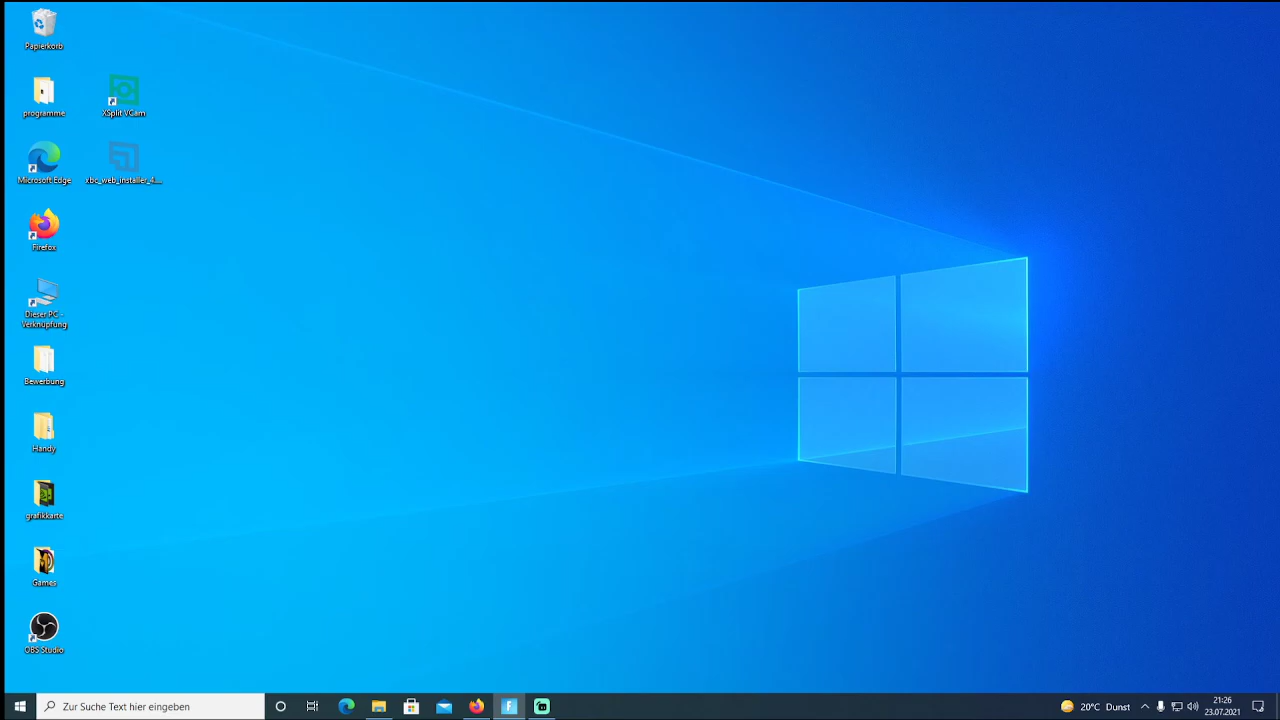 Papierkorb
programme
XSplit VCam
Microsoft Edge
xbc_web_installer_4...
Firefox
Dieser PC -
Verknüpfung
Bewerbung
Handy
grafikkarte
Games
OBS Studio
Zur Suche Text hier eingeben
F
20°C Dunst
21:26
23.07.2021